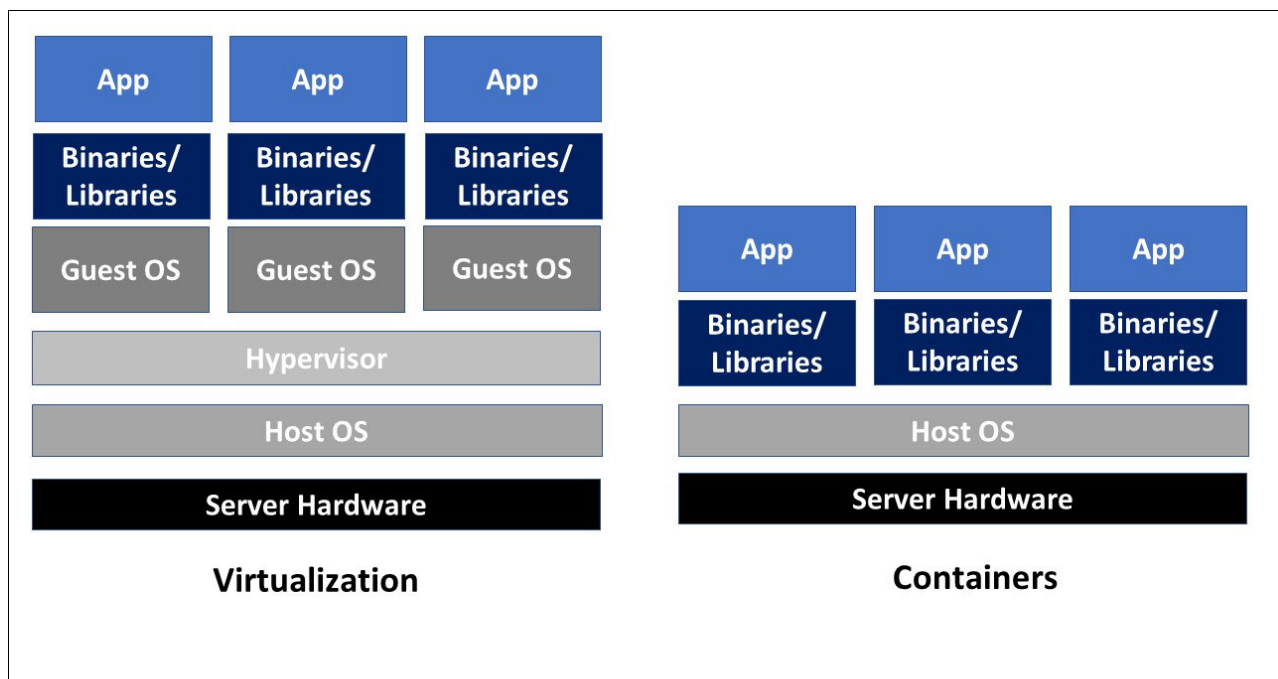 App
App
App
Binaries/
Libraries
Binaries/
Libraries
Binaries/
Libraries
Guest OS
Guest OS
Guest OS
Hypervisor
Host OS
Server Hardware
Virtualization
App
App
App
Binaries/
Libraries
Binaries/
Libraries
Binaries/
Libraries
Host OS
Server Hardware
Containers